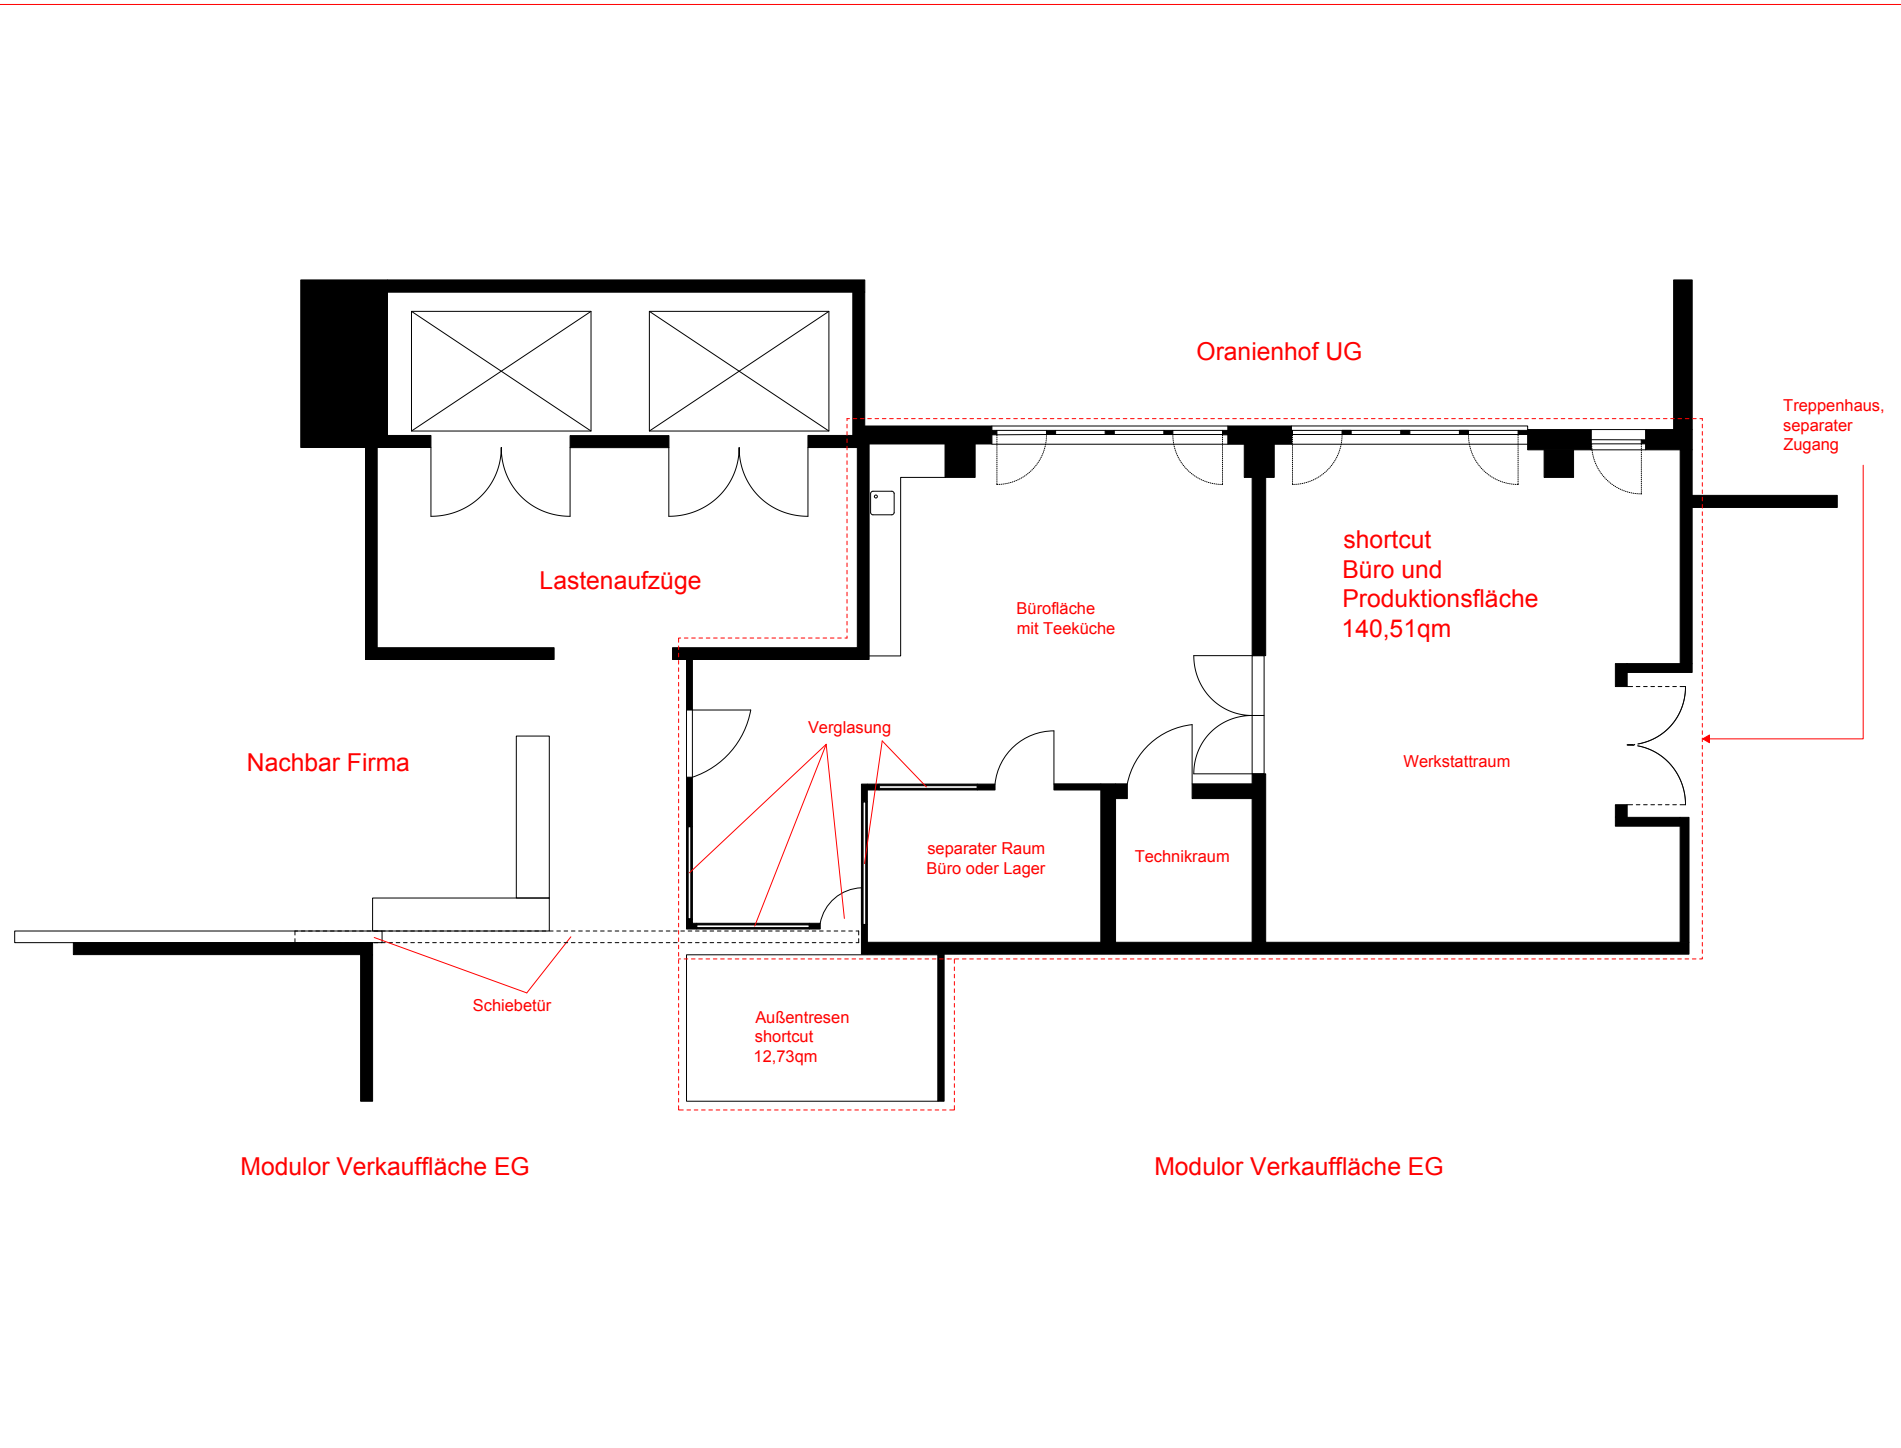 Oranienhof UG
Treppenhaus,
separater
Zugang
shortcut
Büro und
Produktionsfläche
140,51qm
Lastenaufzüge
Bürofläche
mit Teeküche
Verglasung
Nachbar Firma
Werkstattraum
separater Raum
Büro oder Lager
Technikraum
Schiebetür
Außentresen
shortcut
12,73qm
Modulor Verkauffläche EG
Modulor Verkauffläche EG